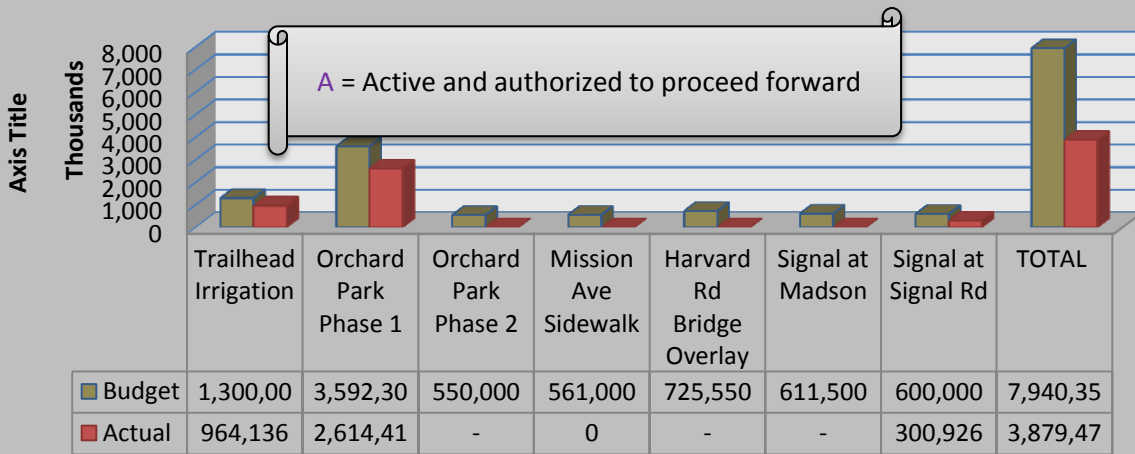 A = Active and authorized to proceed forward
Axis Title
Thousands
8,000
7,000
6,000
5,000
4,000
3,000
2,000
1,000
0
Trailhead Irrigation Orchard Park Phase 1 Orchard Park Phase 2 Mission Ave Sidewalk Harvard Rd Bridge Overlay Signal at Madson Signal at Signal Rd TOTAL
Budget 1,300,00 3,592,30 550,000 561,000 725,550 611,500 600,000 7,940,35
Actual 964,136 2,614,41 - 0 - - 300,926 3,879,47